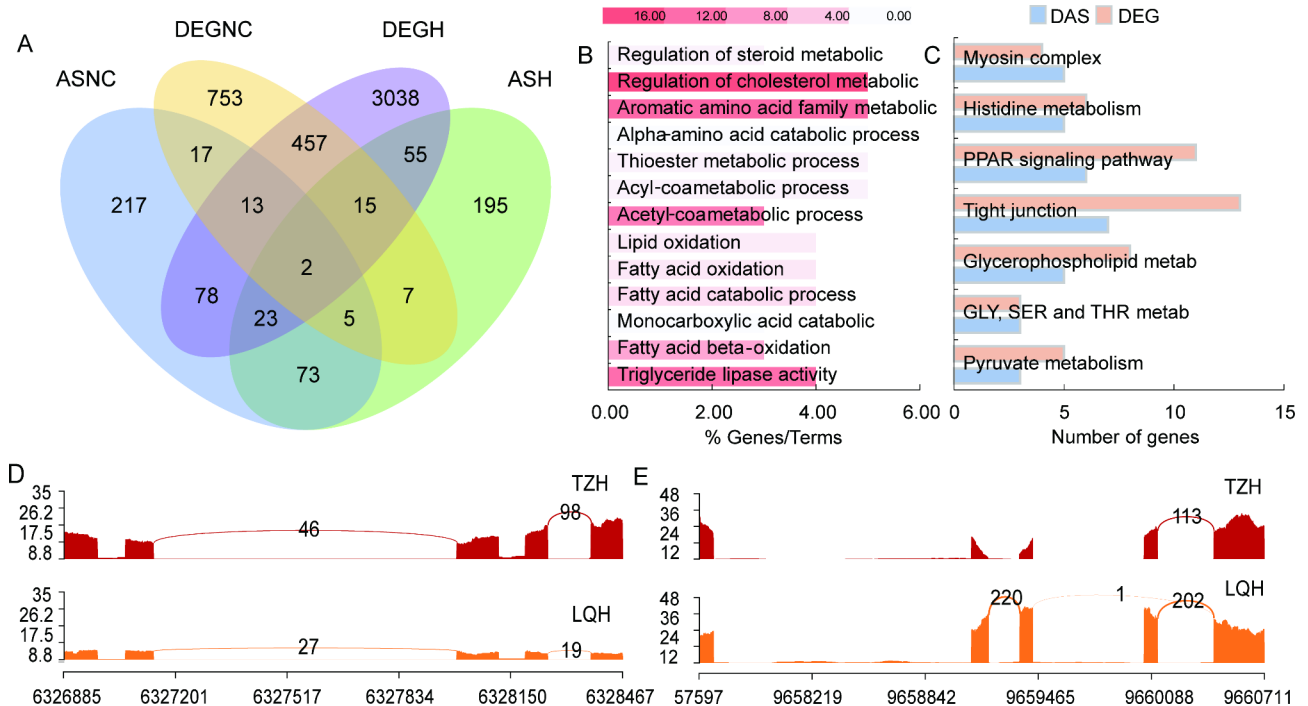 A
DEGNC
DEGH
ASNC
ASH
753
3038
17
457
55
217
13
15
195
2
78
23
5
7
73
16.00 12.00 8.00 4.00 0.00
B
Regulation of steroid metabolic
Regulation of cholesterol metabolic
Aromatic amino acid family metabolic
Alpha-amino acid catabolic process
Thioester metabolic process
Acyl-coametabolic process
Acetyl-coametabolic process
Lipid oxidation
Fatty acid oxidation
Fatty acid catabolic process
Monocarboxylic acid catabolic
Fatty acid beta-oxidation
Triglyceride lipase activity
0.00 2.00 4.00 6.00
% Genes/Terms
DAS DEG
C
Myosin complex
Histidine metabolism
PPAR signaling pathway
Tight junction
Glycerophospholipid metab
GLY, SER and THR metab
Pyruvate metabolism
0 5 10 15
Number of genes
D
TZH
35
26.2
17.5
8.8
46
98
LQH
35
26.2
17.5
8.8
27
19
6326885 6327201 6327517 6327834 6328150 6328467
E
TZH
48
36
24
12
113
LQH
48
36
24
12
220
1
202
57597 9658219 9658842 9659465 9660088 9660711